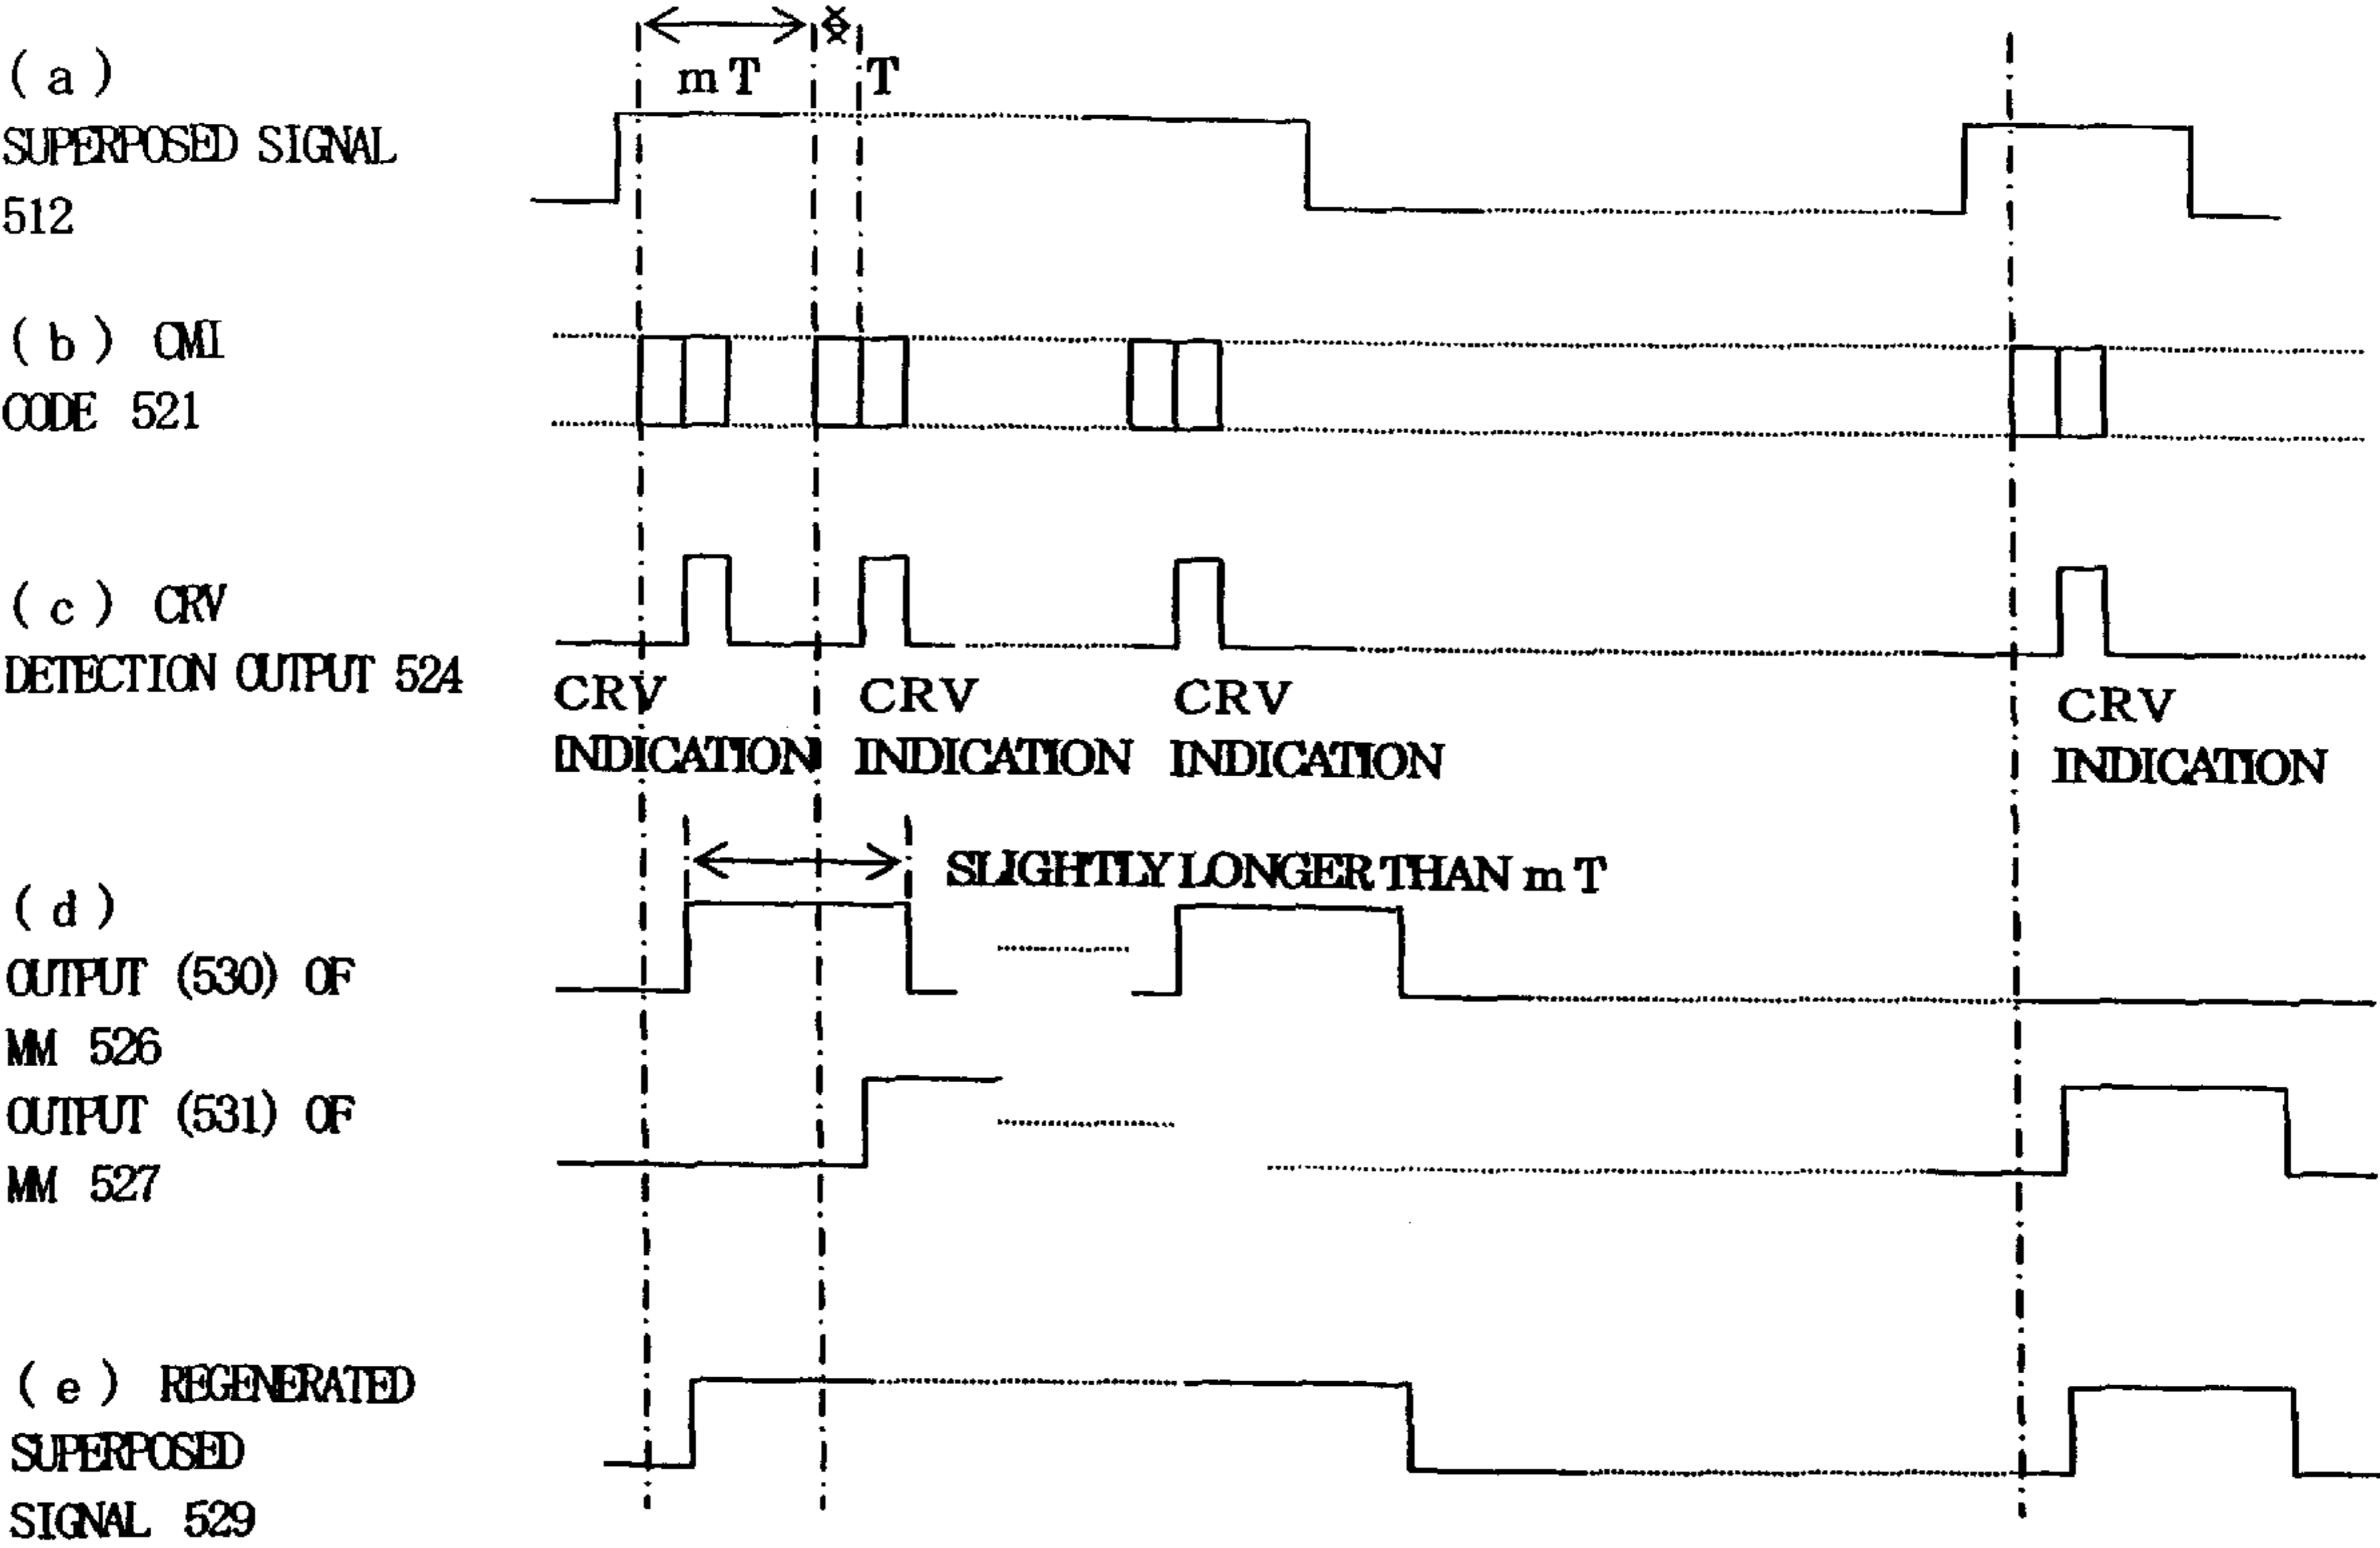 mT
T
(a)
SUPERPOSED SIGNAL
512
(b) CMI
CODE 521
(c) CRV
DETECTION OUTPUT 524
CRV
INDICATION
CRV
INDICATION
CRV
INDICATION
CRV
INDICATION
SLIGHTLY LONGER THAN mT
(d)
OUTPUT (530) OF
MM 526
OUTPUT (531) OF
MM 527
(e) REGENERATED
SUPERPOSED
SIGNAL 529